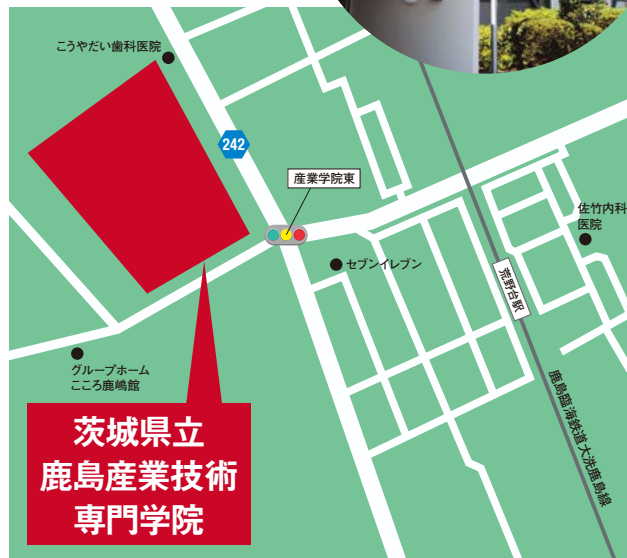 こうやだい歯科医院
242
産業学院東
佐竹内科
医院
セブンイレブン
荒野台駅
グループホーム
こころ鹿嶋館
鹿島臨海鉄道大洗鹿島線
茨城県立
鹿島産業技術
専門学院